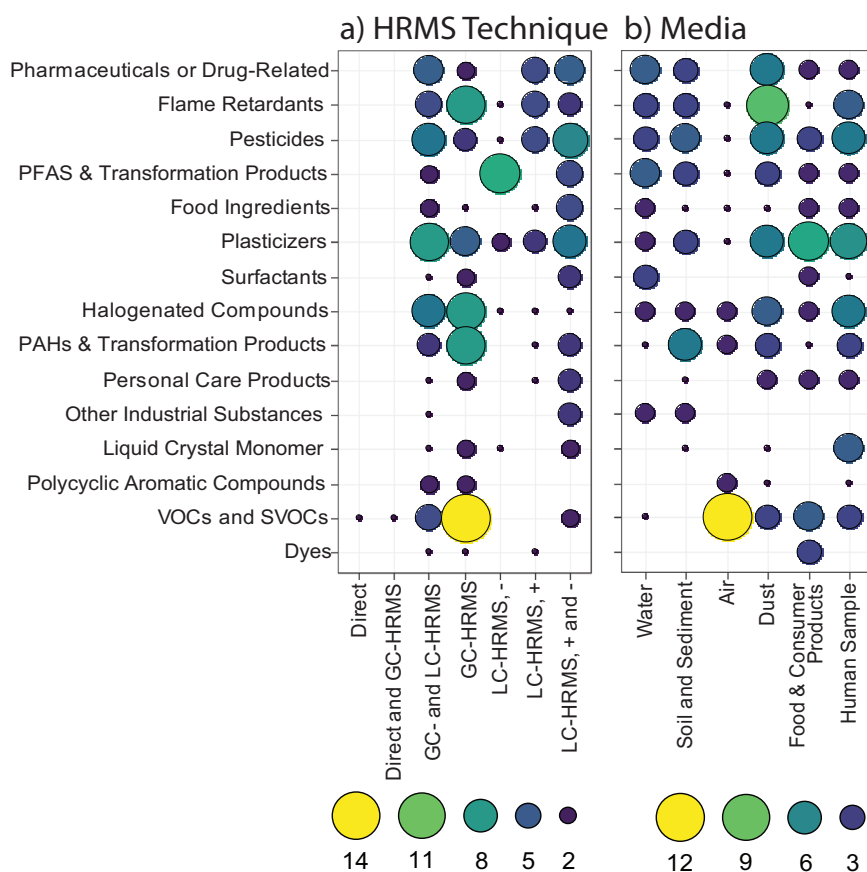 a) HRMS Technique
b) Media
Pharmaceuticals or Drug-Related
Flame Retardants
Pesticides
PFAS & Transformation Products
Food Ingredients
Plasticizers
Surfactants
Halogenated Compounds
PAHs & Transformation Products
Personal Care Products
Other Industrial Substances
Liquid Crystal Monomer
Polycyclic Aromatic Compounds
VOCs and SVOCs
Dyes
Direct
Direct and GC-HRMS
GC- and LC-HRMS
GC-HRMS
LC-HRMS, -
LC-HRMS, +
LC-HRMS, + and -
Water
Soil and Sediment
Air
Dust
Food & Consumer
Products
Human Sample
14 11 8 5 2
12 9 6 3